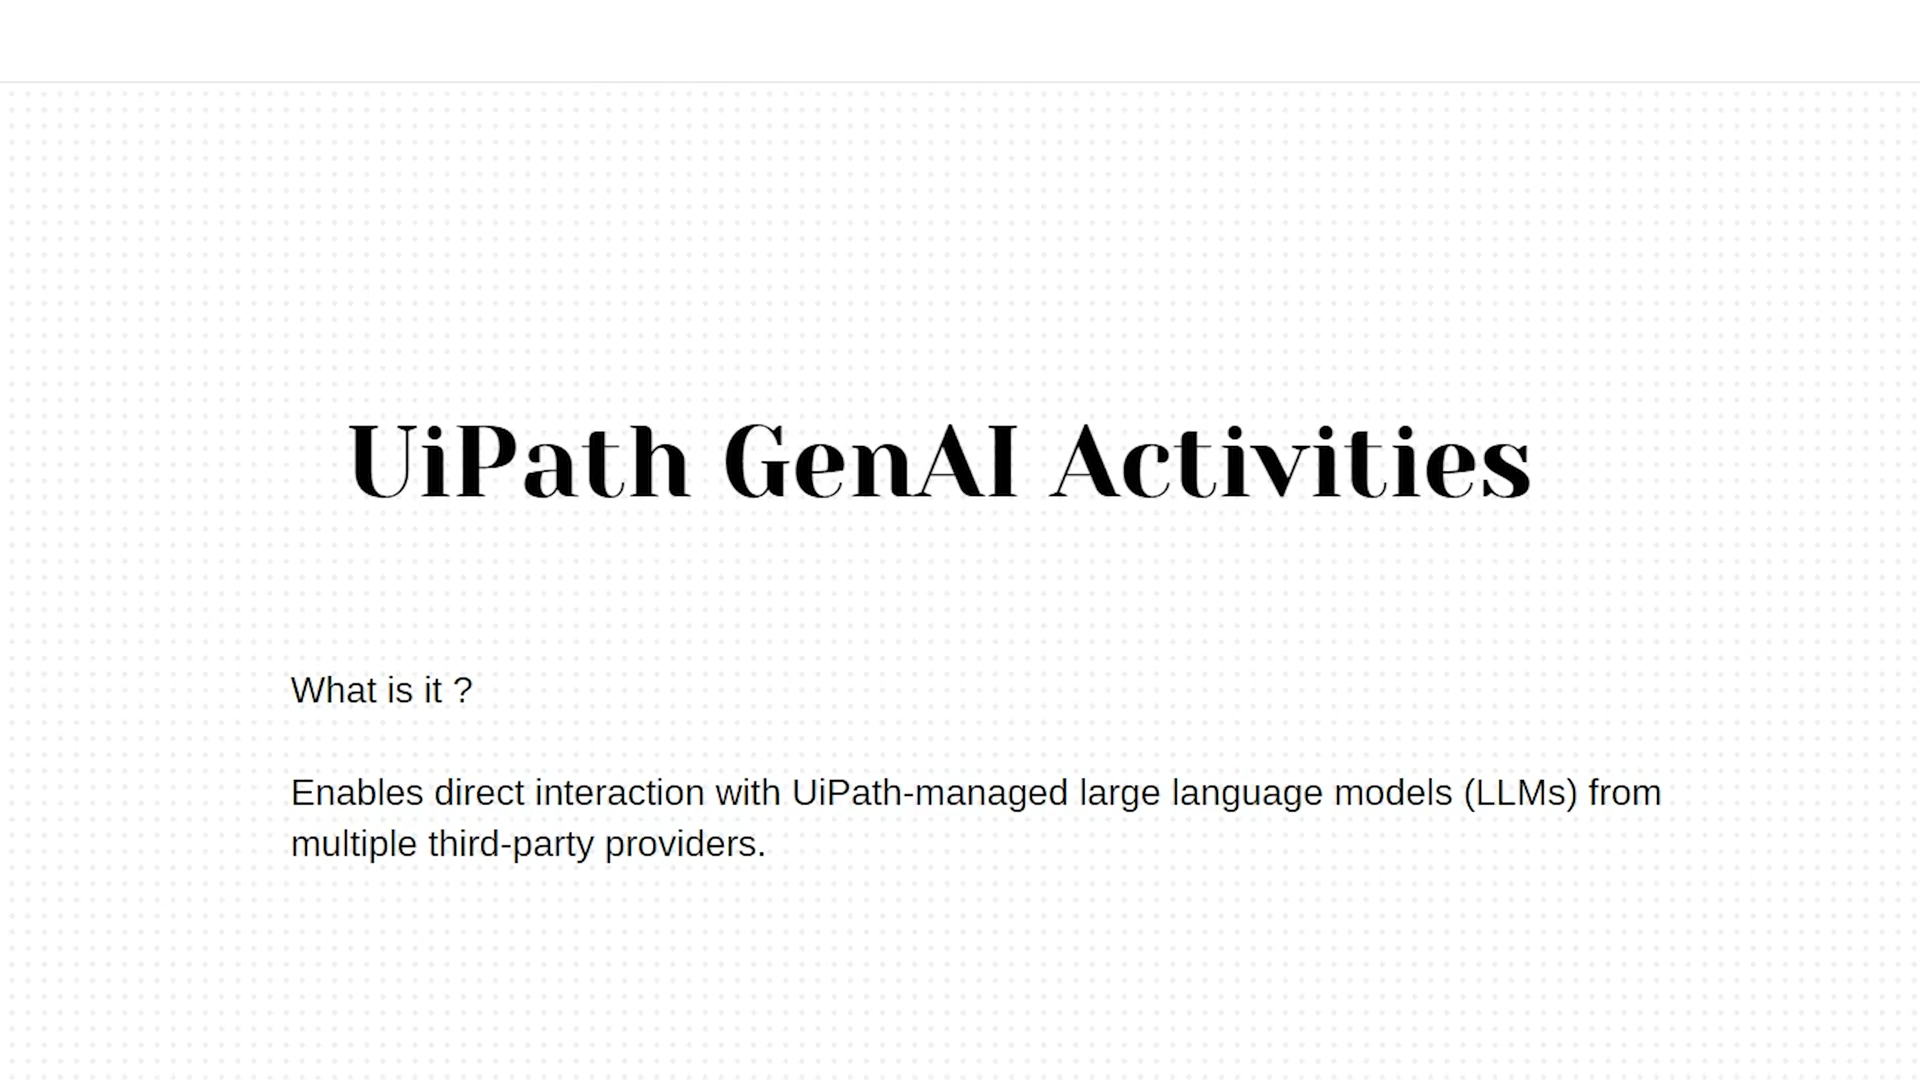 UiPath GenAI Activities
What is it ?
Enables direct interaction with UiPath-managed large language models (LLMs) from
multiple third-party providers.